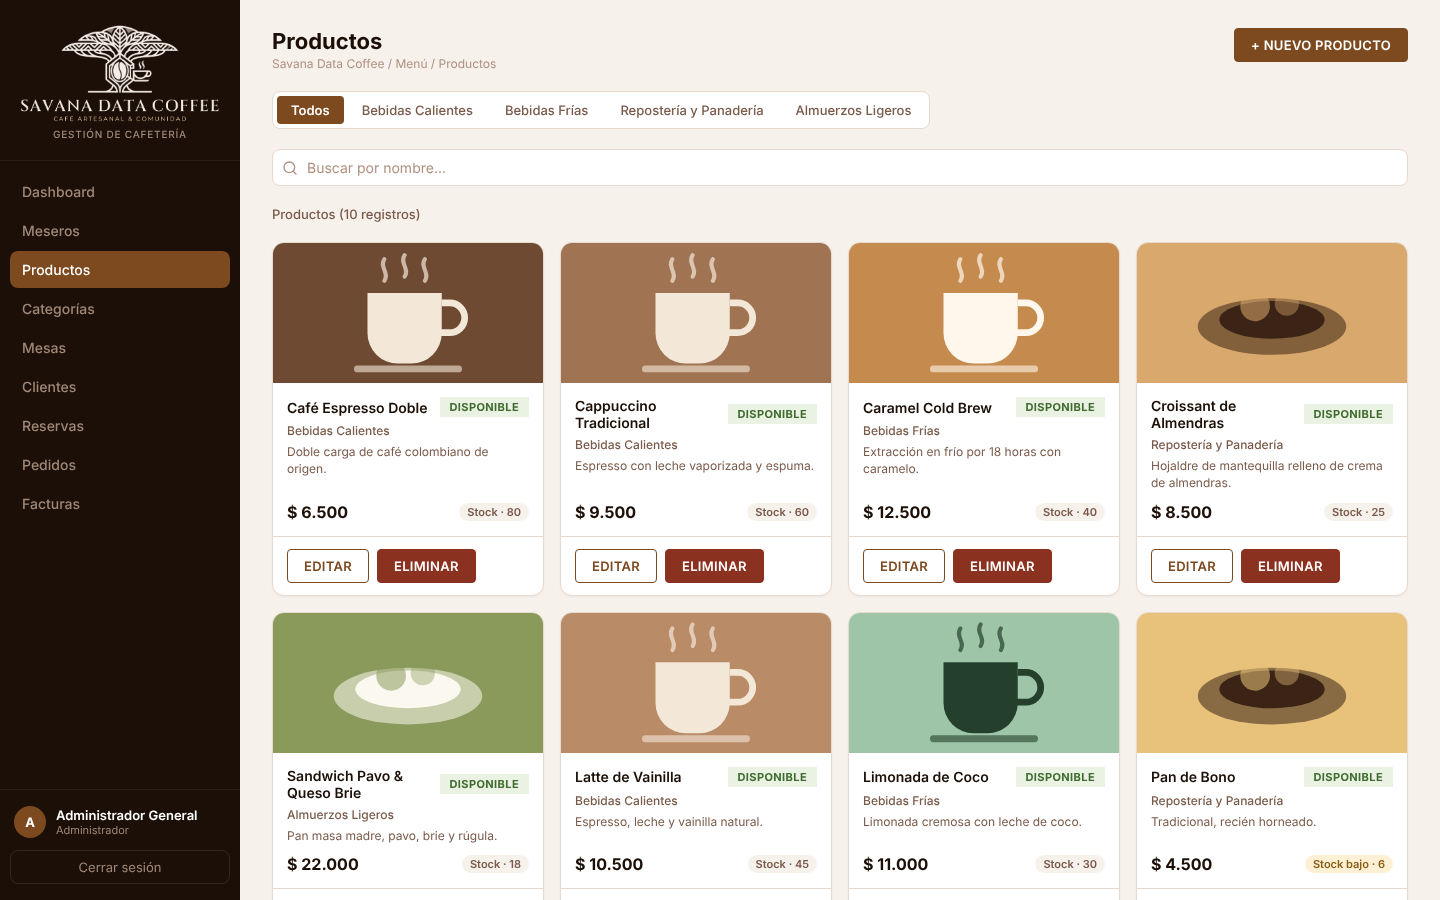 SAVANA DATA COFFEE
CAFÉ ARTESANAL & COMUNIDAD
GESTIÓN DE CAFETERÍA
Dashboard
Meseros
Productos
Categorías
Mesas
Clientes
Reservas
Pedidos
Facturas
A
Administrador General
Administrador
Cerrar sesión
Productos
Savana Data Coffee / Menú / Productos
+ NUEVO PRODUCTO
Todos Bebidas Calientes Bebidas Frías Repostería y Panadería Almuerzos Ligeros
Buscar por nombre...
Productos (10 registros)
Café Espresso Doble DISPONIBLE
Bebidas Calientes
Doble carga de café colombiano de
origen.
$ 6.500 Stock · 80
EDITAR ELIMINAR
Cappuccino
Tradicional
DISPONIBLE
Bebidas Calientes
Espresso con leche vaporizada y espuma.
$ 9.500 Stock · 60
EDITAR ELIMINAR
Caramel Cold Brew DISPONIBLE
Bebidas Frías
Extracción en frío por 18 horas con
caramelo.
$ 12.500 Stock · 40
EDITAR ELIMINAR
Croissant de
Almendras
DISPONIBLE
Repostería y Panadería
Hojaldre de mantequilla relleno de crema
de almendras.
$ 8.500 Stock · 25
EDITAR ELIMINAR
Sandwich Pavo &
Queso Brie
DISPONIBLE
Almuerzos Ligeros
Pan masa madre, pavo, brie y rúgula.
$ 22.000 Stock · 18
Latte de Vainilla DISPONIBLE
Bebidas Calientes
Espresso, leche y vainilla natural.
$ 10.500 Stock · 45
Limonada de Coco DISPONIBLE
Bebidas Frías
Limonada cremosa con leche de coco.
$ 11.000 Stock · 30
Pan de Bono DISPONIBLE
Repostería y Panadería
Tradicional, recién horneado.
$ 4.500 Stock bajo · 6